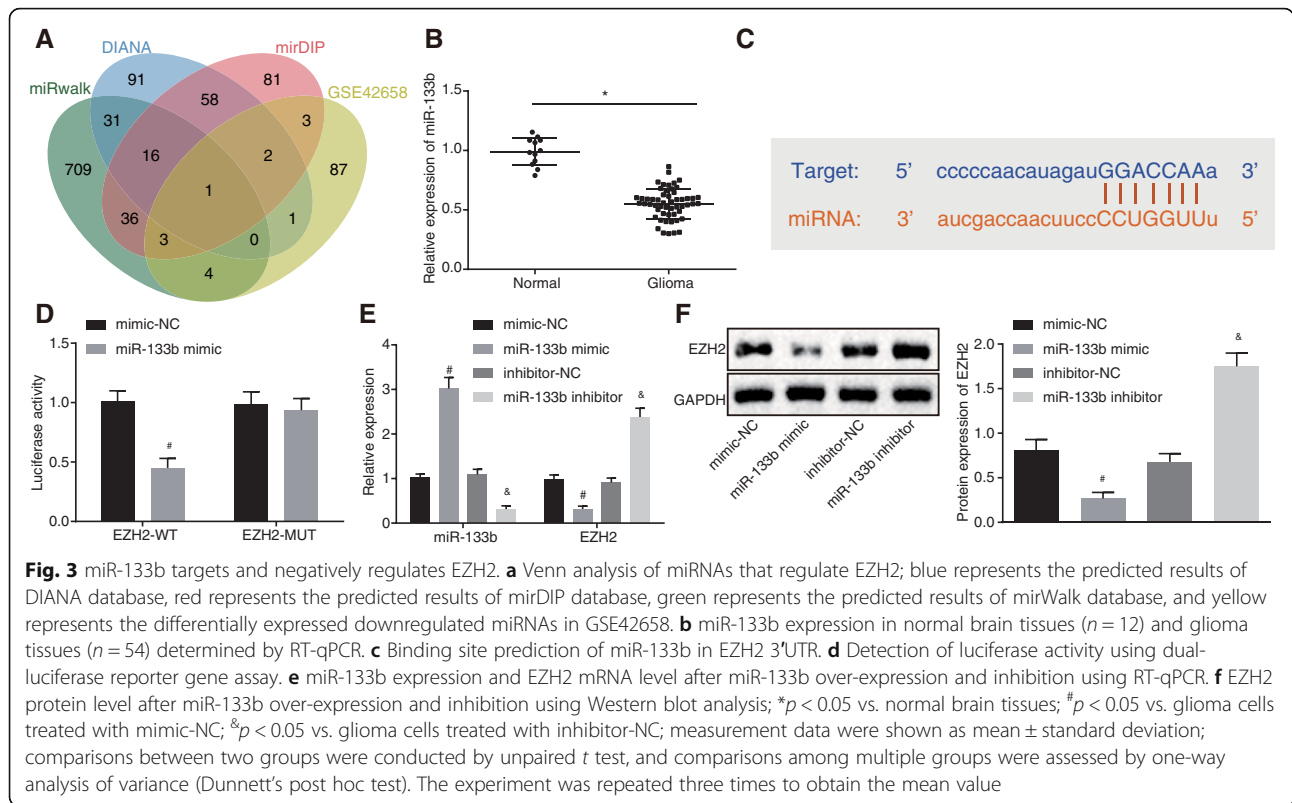 A
DIANA
mirDIP
miRwalk
GSE42658
91
81
58
31
3
709
16
2
87
1
36
1
3
0
4
B
Relative expression of miR-133b
1.5
1.0
0.5
0.0
*
Normal
Glioma
C
Target: 5’ cccccaacauagauGGACCAAa 3’
miRNA: 3’ aucgaccaacuucccCCUGGUUu 5’
D
mimic-NC
miR-133b mimic
Luciferase activity
1.5
1.0
0.5
0.0
#
EZH2-WT
EZH2-MUT
E
mimic-NC
miR-133b mimic
inhibitor-NC
miR-133b inhibitor
Relative expression
4
3
2
1
0
#
&
#
&
miR-133b
EZH2
F
EZH2
GAPDH
mimic-NC
miR-133b mimic
inhibitor-NC
miR-133b inhibitor
mimic-NC
miR-133b mimic
inhibitor-NC
miR-133b inhibitor
Protein expression of EZH2
2.0
1.5
1.0
0.5
0.0
#
&
Fig. 3 miR-133b targets and negatively regulates EZH2. a Venn analysis of miRNAs that regulate EZH2; blue represents the predicted results of
DIANA database, red represents the predicted results of mirDIP database, green represents the predicted results of mirWalk database, and yellow
represents the differentially expressed downregulated miRNAs in GSE42658. b miR-133b expression in normal brain tissues (n = 12) and glioma
tissues (n = 54) determined by RT-qPCR. c Binding site prediction of miR-133b in EZH2 3′UTR. d Detection of luciferase activity using dual-
luciferase reporter gene assay. e miR-133b expression and EZH2 mRNA level after miR-133b over-expression and inhibition using RT-qPCR. f EZH2
protein level after miR-133b over-expression and inhibition using Western blot analysis; *p < 0.05 vs. normal brain tissues; #p < 0.05 vs. glioma cells
treated with mimic-NC; &p < 0.05 vs. glioma cells treated with inhibitor-NC; measurement data were shown as mean ± standard deviation;
comparisons between two groups were conducted by unpaired t test, and comparisons among multiple groups were assessed by one-way
analysis of variance (Dunnett’s post hoc test). The experiment was repeated three times to obtain the mean value